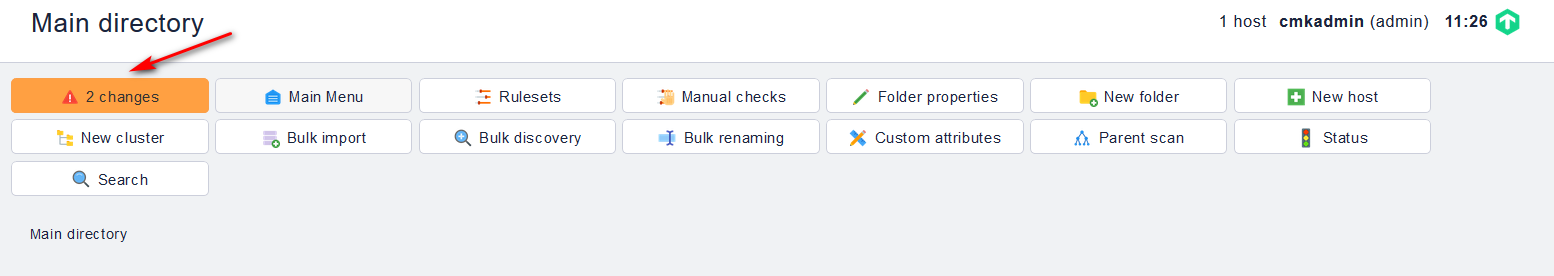 Main directory
1 host cmkadmin (admin) 11:26
2 changes
Main Menu
Rulesets
Manual checks
Folder properties
New folder
New host
New cluster
Bulk import
Bulk discovery
Bulk renaming
Custom attributes
Parent scan
Status
Search
Main directory